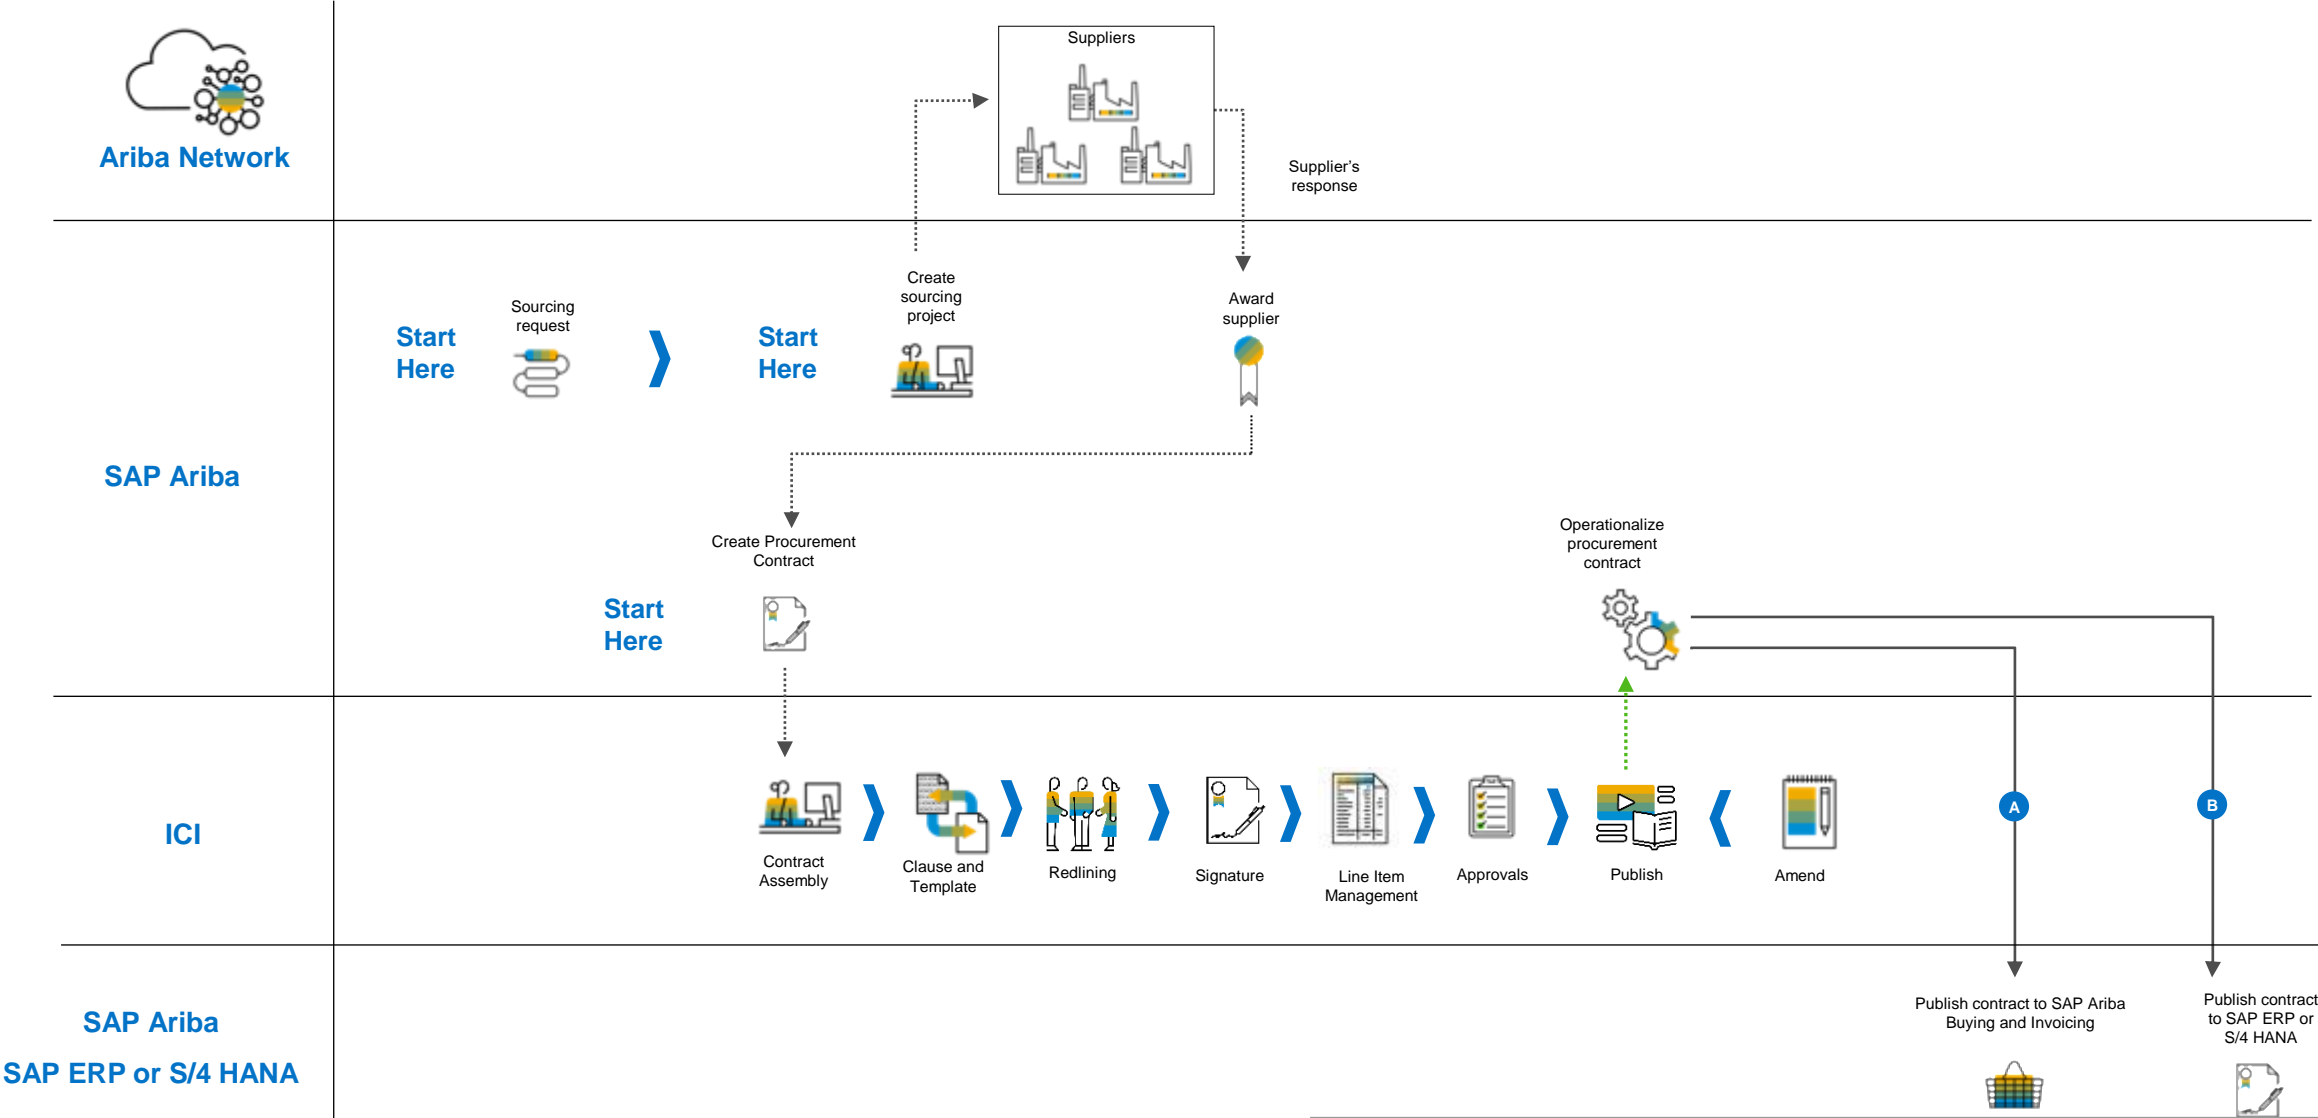 Suppliers
Ariba Network
Supplier's
response
Create
sourcing
project
Sourcing
request
Award
supplier
Start
Here
Start
Here
SAP Ariba
Create Procurement
Contract
Operationalize
procurement
contract
Start
Here
ICI
A
B
Contract
Assembly
Clause and
Template
Redlining
Signature
Line Item
Management
Approvals
Publish
Amend
SAP Ariba
SAP ERP or S/4 HANA
Publish contract to SAP Ariba
Buying and Invoicing
Publish contract
to SAP ERP or
S/4 HANA